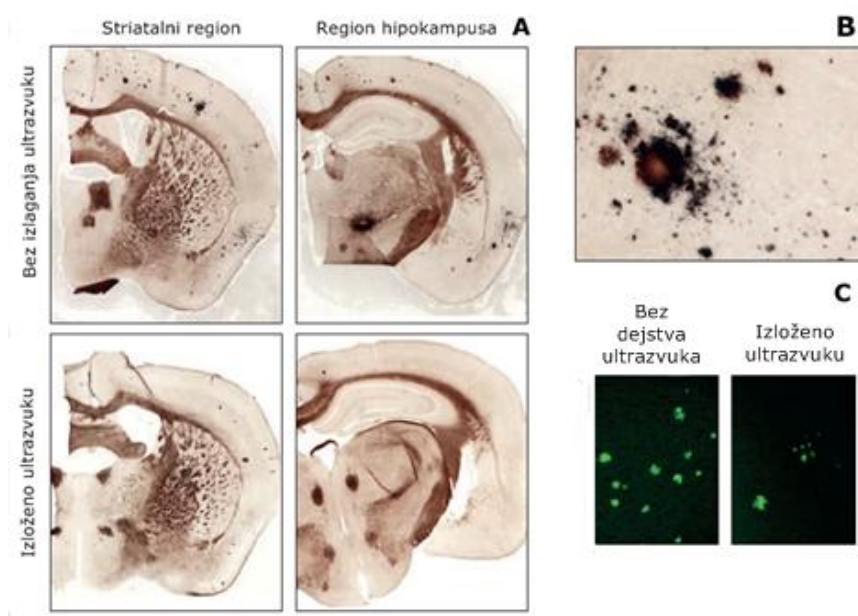 Striatalni region
Region hipokampusa
A
Bez izlaganja ultrazvuku
Izloženo ultrazvuku
B
C
Bez
dejstva
ultrazvuka
Izloženo
ultrazvuku